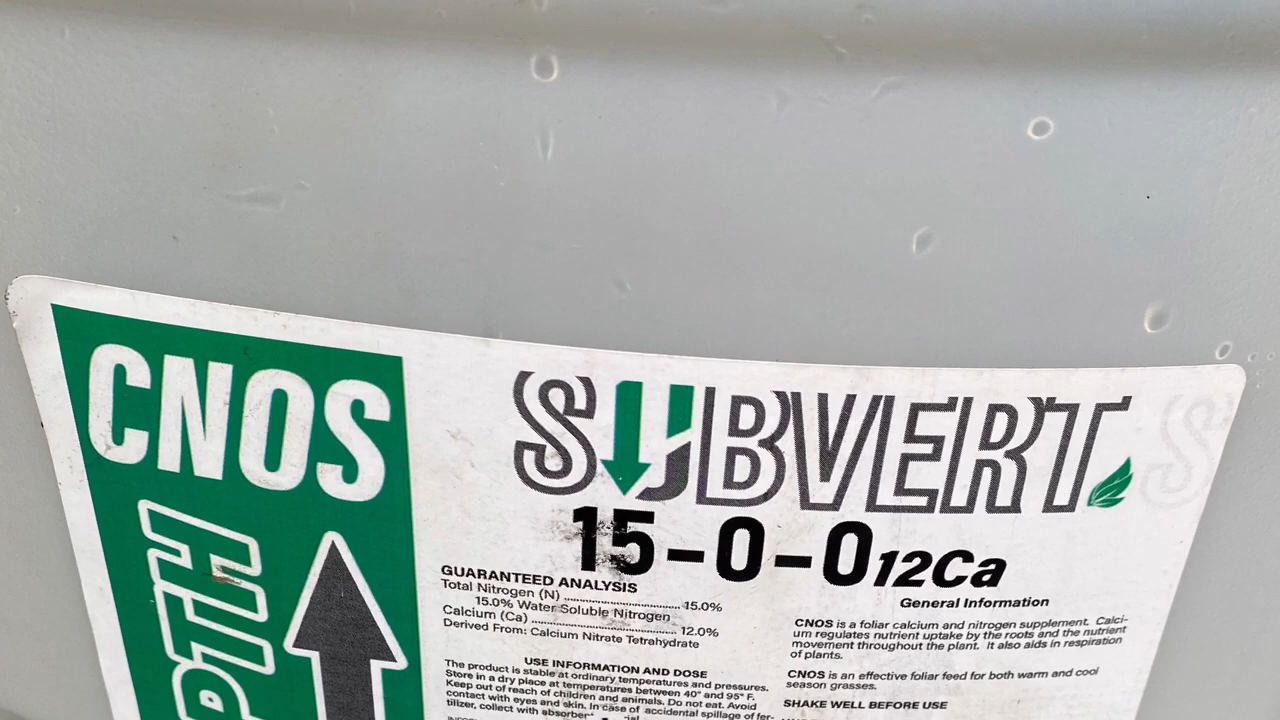 CNOS
PTH
SUBVERT
S
15-0-0 12Ca
GUARANTEED ANALYSIS
Total Nitrogen (N) ................................ 15.0%
15.0% Water Soluble Nitrogen
Calcium (Ca) ........................................ 12.0%
Derived From: Calcium Nitrate Tetrahydrate
USE INFORMATION AND DOSE
The product is stable at ordinary temperatures and pressures.
Store in a dry place at temperatures between 40° and 95° F.
Keep out of reach of children and animals. Do not eat. Avoid
contact with eyes and skin. In case of accidental spillage of fer-
tilizer, collect with
General Information
CNOS is a foliar calcium and nitrogen supplement. Calci-
um regulates nutrient uptake by the roots and the nutrient
movement throughout the plant. It also aids in respiration
of plants.
CNOS is an effective foliar feed for both warm and cool
season grasses.
SHAKE WELL BEFORE USE